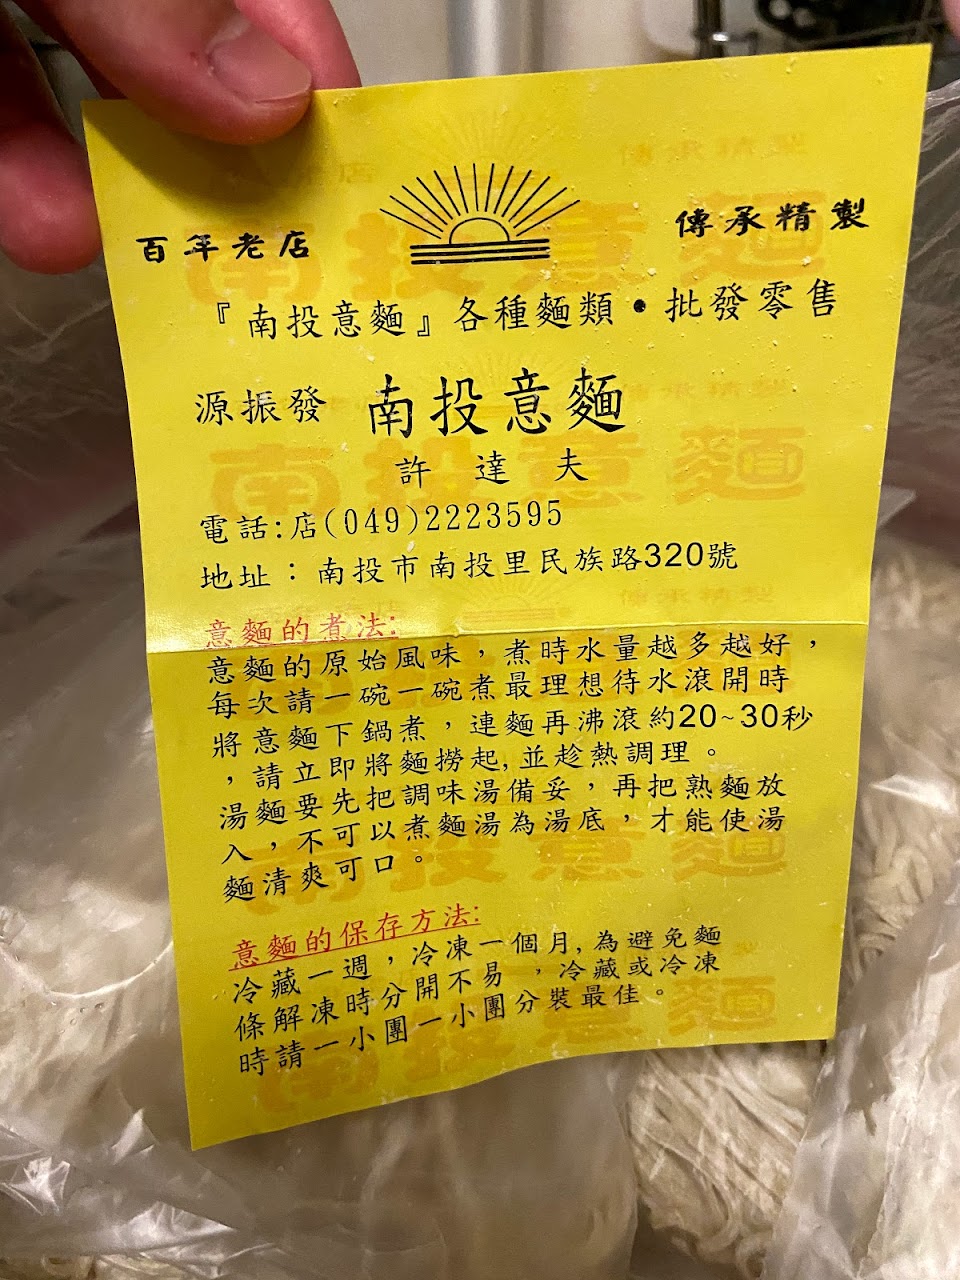 百年老店
傳承精製
『南投意麵』各種麵類•批發零售
源振發 南投意麵
許達夫
電話:店(049)2223595
地址：南投市南投里民族路320號
意麵的煮法:
意麵的原始風味，煮時水量越多越好，
每次請一碗一碗煮最理想待水滾開時
將意麵下鍋煮，連麵再沸滾約20~30秒
，請立即將麵撈起,並趁熱調理。
湯麵要先把調味湯備妥，再把熟麵放
入，不可以煮麵湯為湯底，才能使湯
麵清爽可口。
意麵的保存方法:
冷藏一週，冷凍一個月,為避免麵
條解凍時分開不易，冷藏或冷凍
時請一小團一小團分裝最佳。